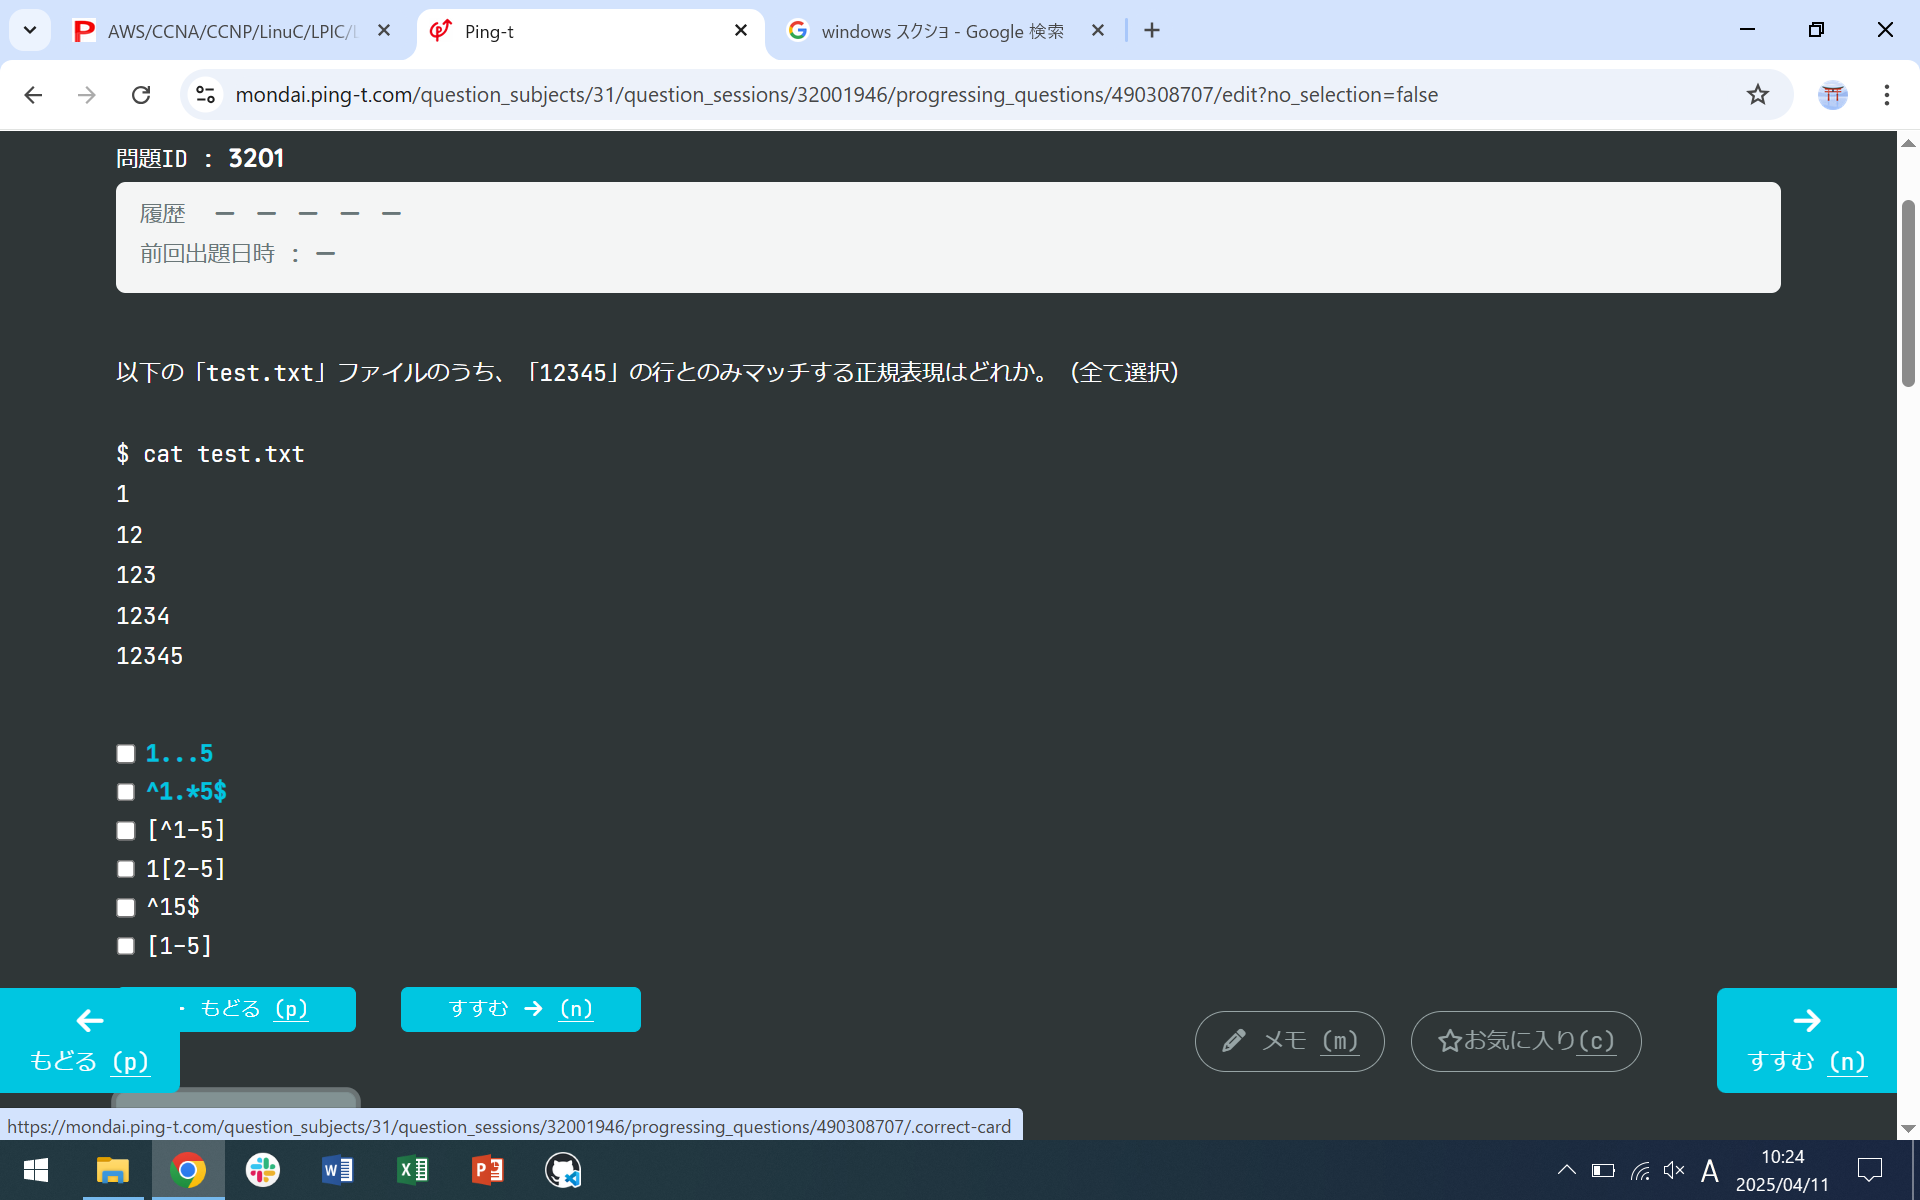 AWS/CCNA/CCNP/LinuC/LPIC/
Ping-t
windows スクショ - Google 検索
mondai.ping-t.com/question_subjects/31/question_sessions/32001946/progressing_questions/490308707/edit?no_selection=false
問題ID : 3201
履歴 ー ー ー ー ー
前回出題日時 : ー
以下の「test.txt」ファイルのうち、「12345」の行とのみマッチする正規表現はどれか。（全て選択）
$ cat test.txt
1
12
123
1234
12345
1...5
^1.*5$
[^1-5]
1[2-5]
^15$
[1-5]
もどる (p)
すすむ → (n)
← もどる (p)
メモ (m)
☆お気に入り(c)
→ すすむ (n)
https://mondai.ping-t.com/question_subjects/31/question_sessions/32001946/progressing_questions/490308707/.correct-card
A
10:24
2025/04/11